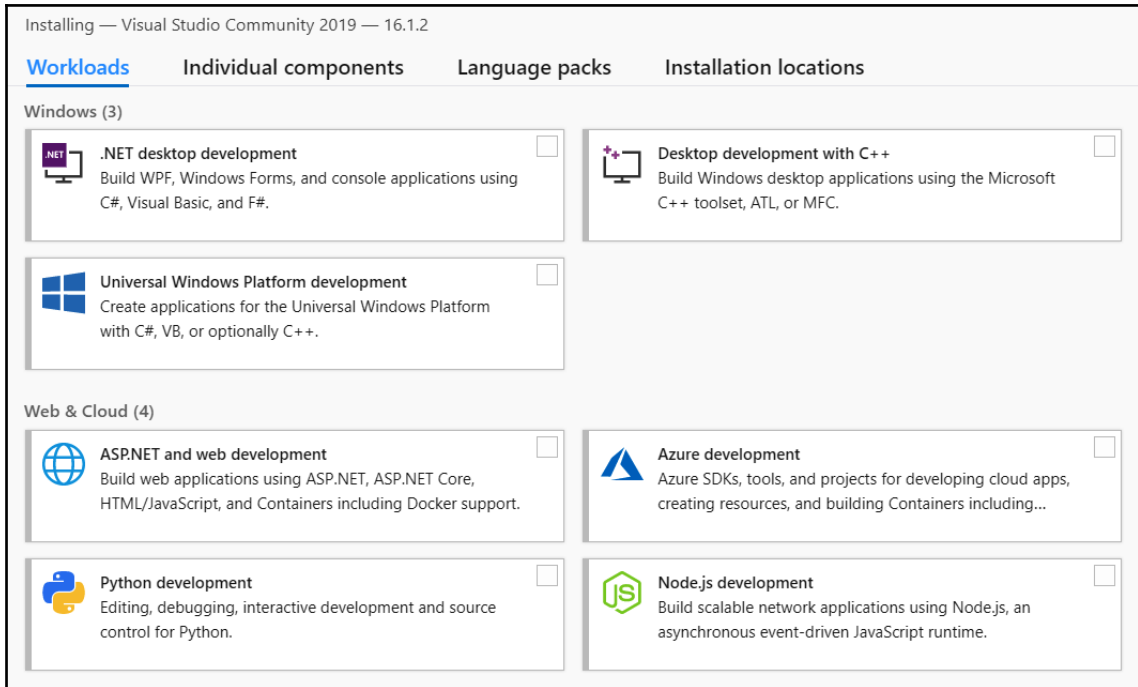 Installing — Visual Studio Community 2019 — 16.1.2
Workloads Individual components Language packs Installation locations
Windows (3)
.NET
.NET desktop development
Build WPF, Windows Forms, and console applications using
C#, Visual Basic, and F#.
Desktop development with C++
Build Windows desktop applications using the Microsoft
C++ toolset, ATL, or MFC.
Universal Windows Platform development
Create applications for the Universal Windows Platform
with C#, VB, or optionally C++.
Web & Cloud (4)
ASP.NET and web development
Build web applications using ASP.NET, ASP.NET Core,
HTML/JavaScript, and Containers including Docker support.
Azure development
Azure SDKs, tools, and projects for developing cloud apps,
creating resources, and building Containers including...
Python development
Editing, debugging, interactive development and source
control for Python.
JS
Node.js development
Build scalable network applications using Node.js, an
asynchronous event-driven JavaScript runtime.